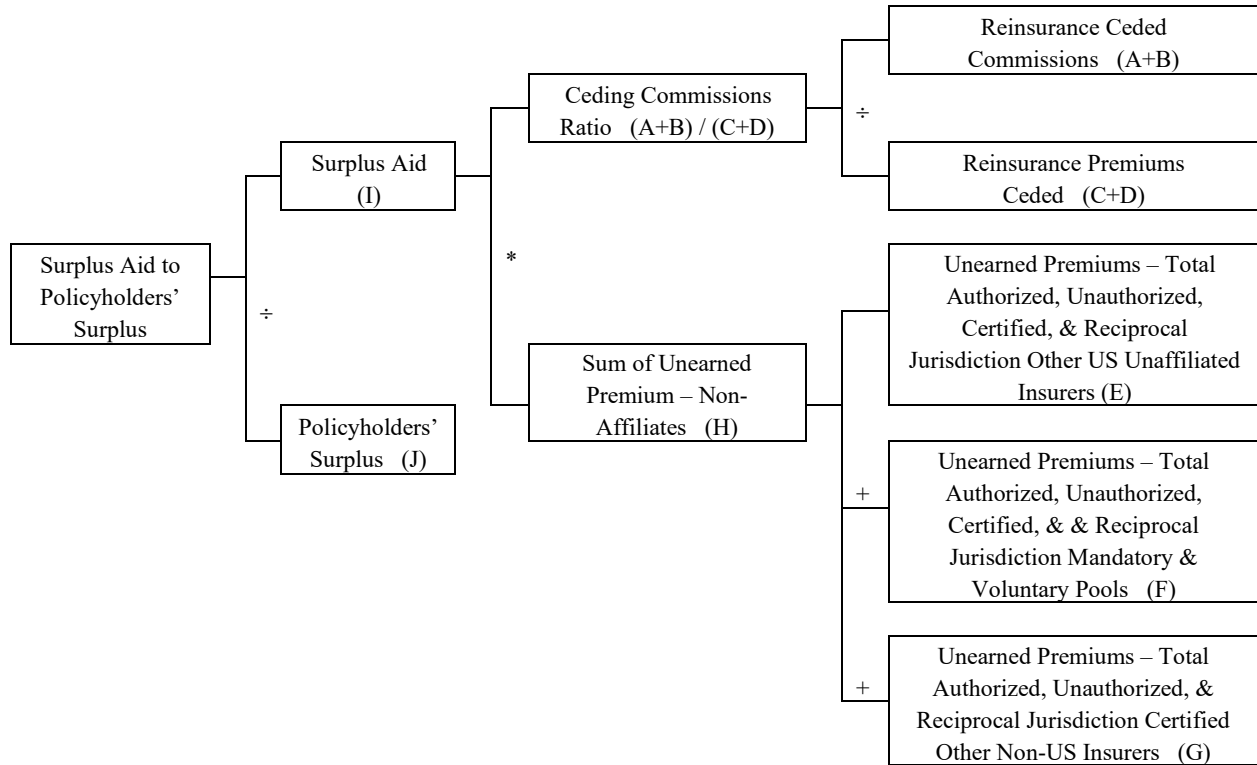 Surplus Aid to
Policyholders’
Surplus
÷
Surplus Aid
(I)
Policyholders’
Surplus (J)
*
Ceding Commissions
Ratio (A+B) / (C+D)
Sum of Unearned
Premium – Non-
Affiliates (H)
÷
Reinsurance Ceded
Commissions (A+B)
Reinsurance Premiums
Ceded (C+D)
Unearned Premiums – Total
Authorized, Unauthorized,
Certified, & Reciprocal
Jurisdiction Other US Unaffiliated
Insurers (E)
+
Unearned Premiums – Total
Authorized, Unauthorized,
Certified, & & Reciprocal
Jurisdiction Mandatory &
Voluntary Pools (F)
+
Unearned Premiums – Total
Authorized, Unauthorized, &
Reciprocal Jurisdiction Certified
Other Non-US Insurers (G)